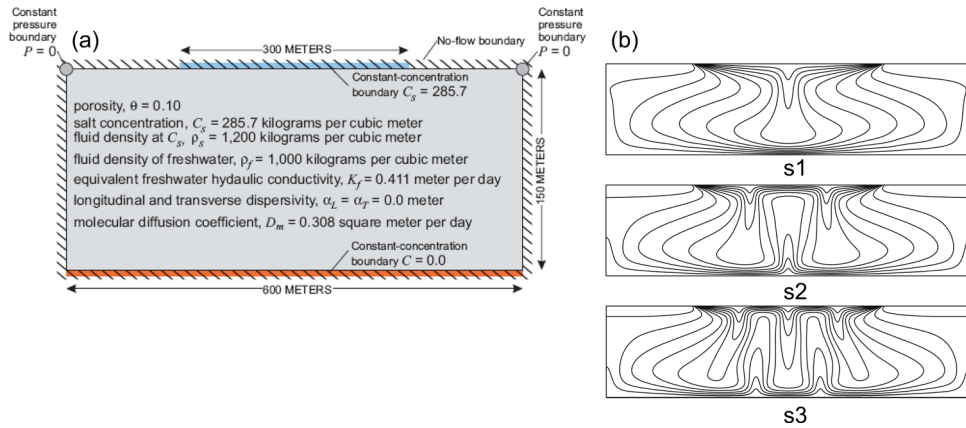 Constant
pressure
boundary
P = 0
(a)
300 METERS
No-flow boundary
Constant
pressure
boundary
P = 0
Constant-concentration
boundary Cs = 285.7
porosity, θ = 0.10
salt concentration, Cs = 285.7 kilograms per cubic meter
fluid density at Cs, ρs = 1,200 kilograms per cubic meter
fluid density of freshwater, ρf = 1,000 kilograms per cubic meter
equivalent freshwater hydaulic conductivity, Kf = 0.411 meter per day
longitudinal and transverse dispersivity, αL = αT = 0.0 meter
molecular diffusion coefficient, Dm = 0.308 square meter per day
150 METERS
Constant-concentration
boundary C = 0.0
600 METERS
(b)
s1
s2
s3